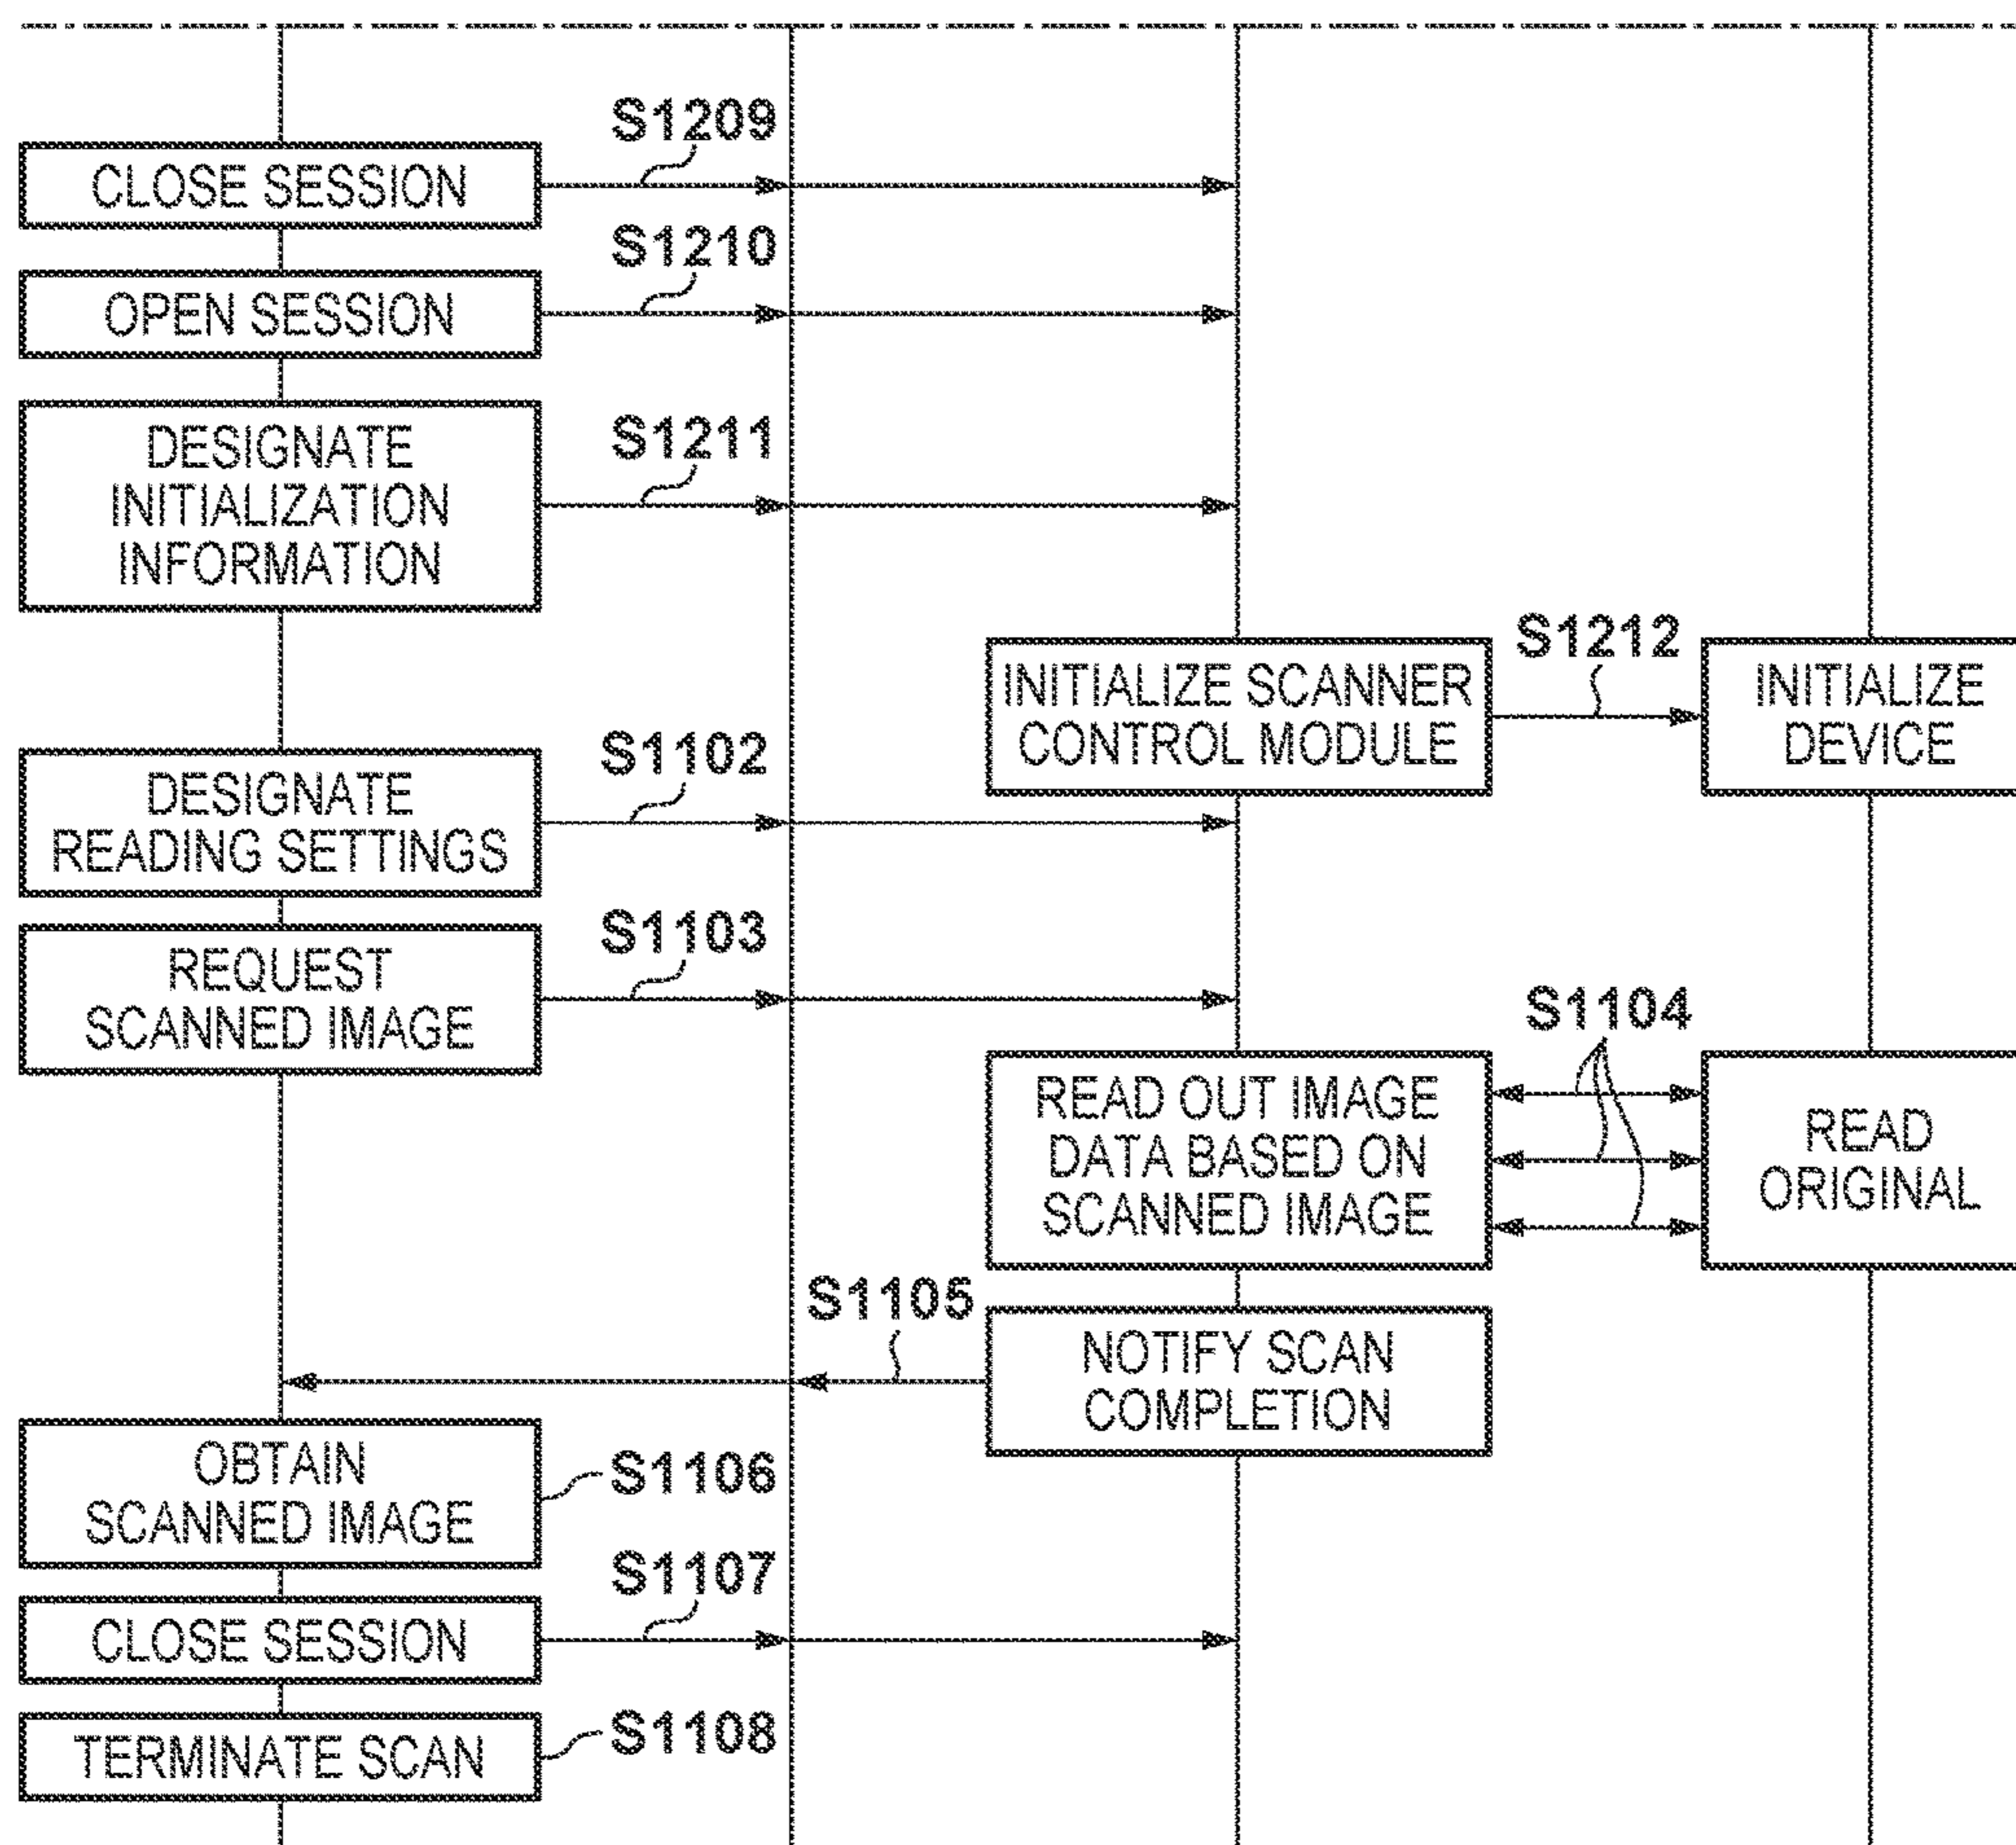 S1209
CLOSE SESSION
S1210
OPEN SESSION
S1211
DESIGNATE
INITIALIZATION
INFORMATION
S1212
INITIALIZE SCANNER
CONTROL MODULE
INITIALIZE
DEVICE
S1102
DESIGNATE
READING SETTINGS
S1103
REQUEST
SCANNED IMAGE
S1104
READ OUT IMAGE
DATA BASED ON
SCANNED IMAGE
READ
ORIGINAL
S1105
NOTIFY SCAN
COMPLETION
OBTAIN
SCANNED IMAGE
S1106
S1107
CLOSE SESSION
TERMINATE SCAN
S1108